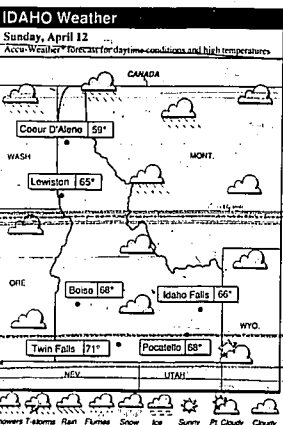 IDAHO Weather
Sunday, April 12
Accu-Weather® forecast for daytime conditions and high temperatures
CANADA
Coeur D'Alene 59°
WASH
MONT.
Lewiston 65°
ORE
Boise 68°
Idaho Falls 66°
WYO.
Twin Falls 71°
Pocatello 68°
NEV.
UTAH
Showers T-storms Rain Flurries Snow Ice Sunny Pt. Cloudy Cloudy